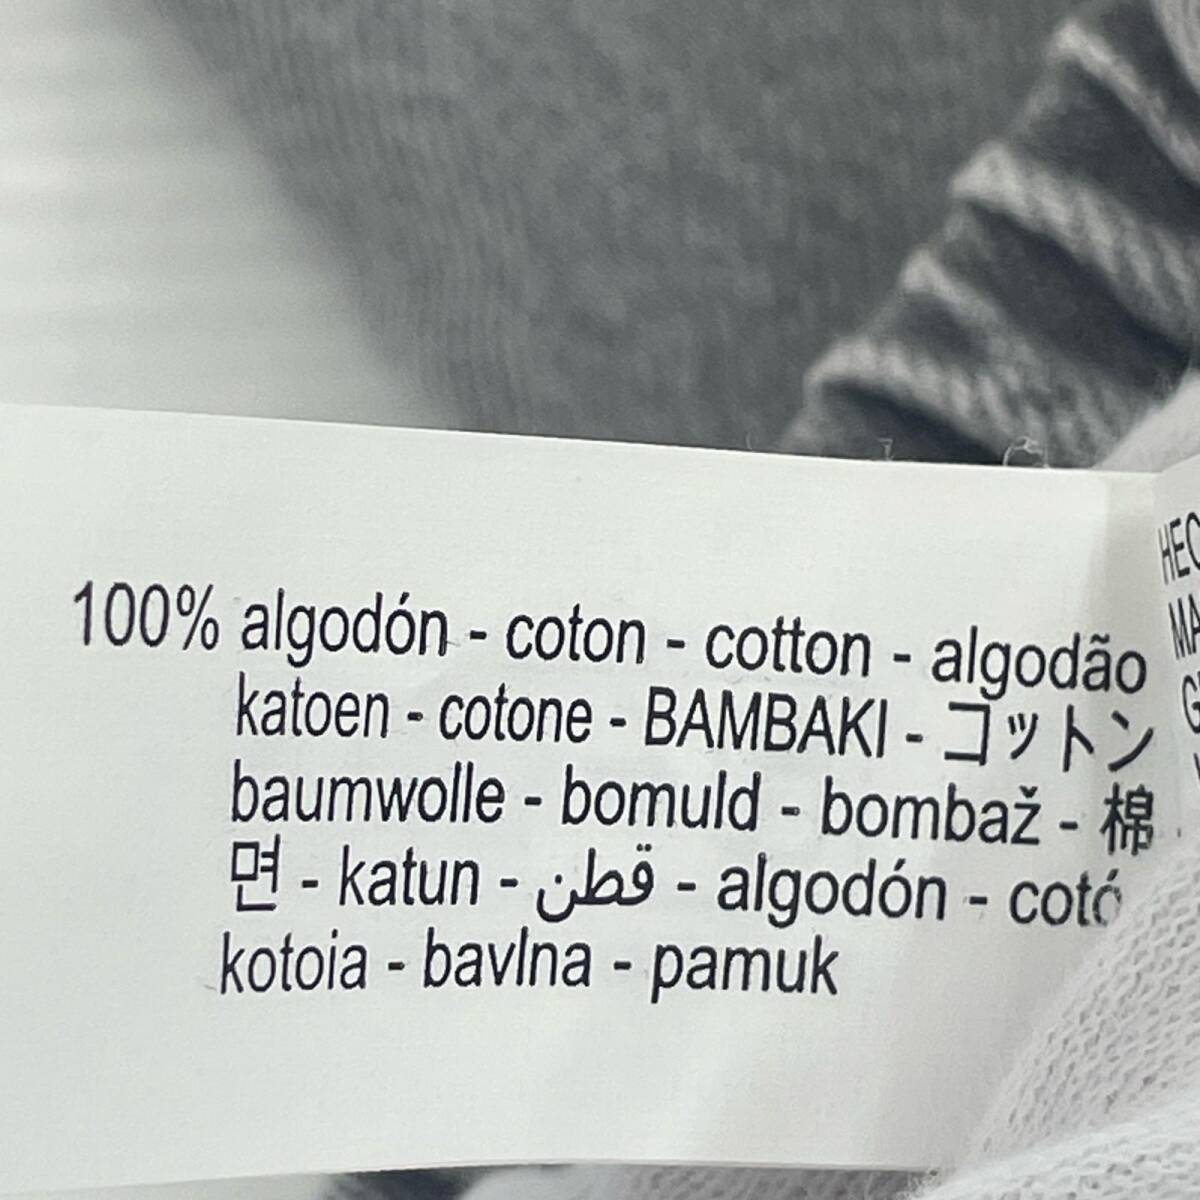 100% algodón - coton - cotton - algodão
katoen - cotone - BAMBAKI - コットン
baumwolle - bomuld - bombaž - 棉
면 - katun - قطن - algodón - cotó
kotoia - bavlna - pamuk